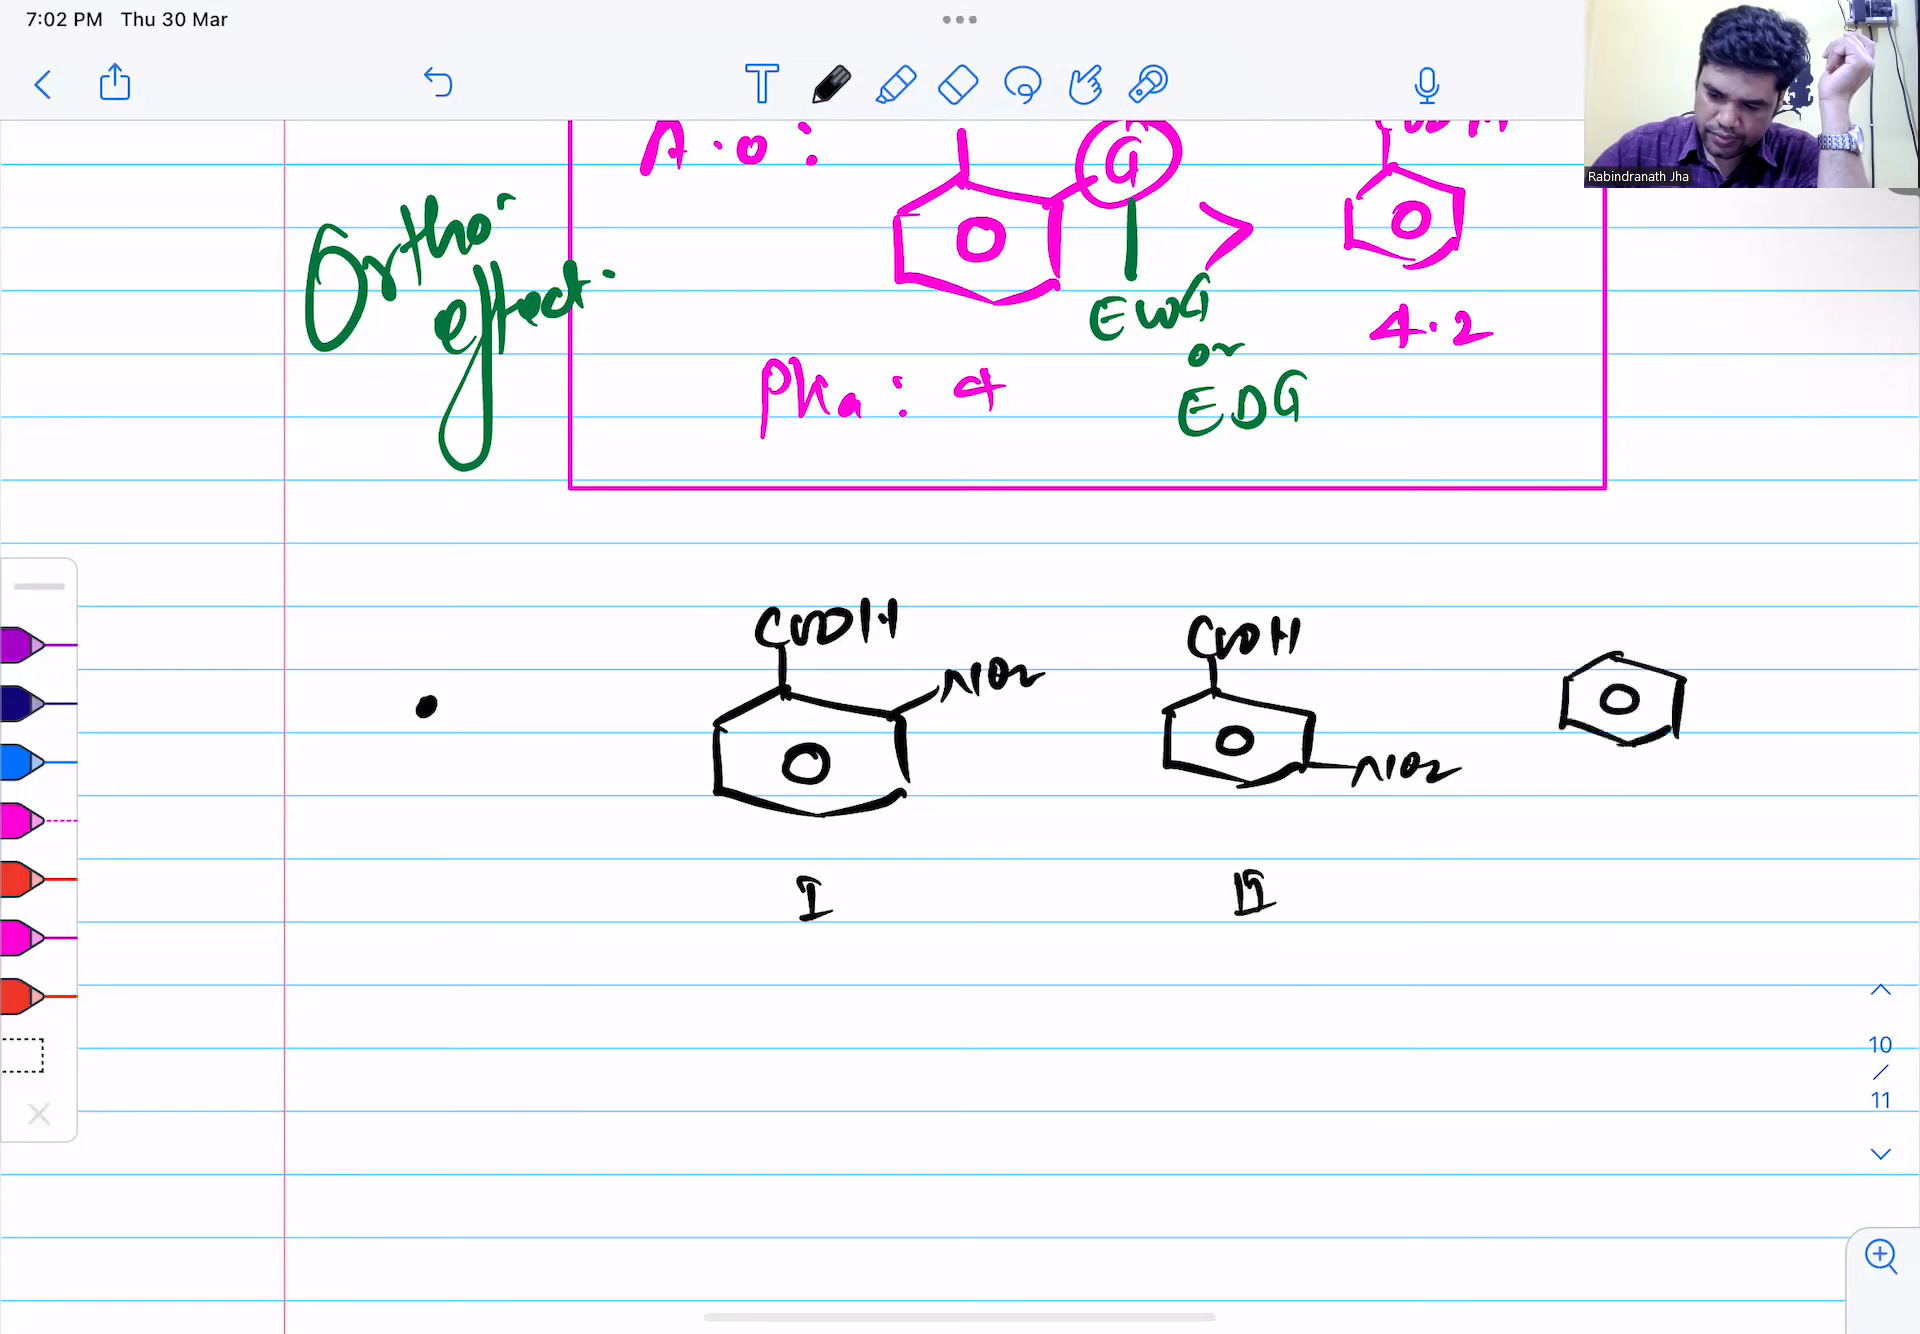 7:02 PM Thu 30 Mar
Rabindranath Jha
A.O:
G
COOH
Ortho
effect.
>
EWG
or
EDG
4.2
Pka: 4
COOH
NO2
COOH
NO2
I
II
10
/
11